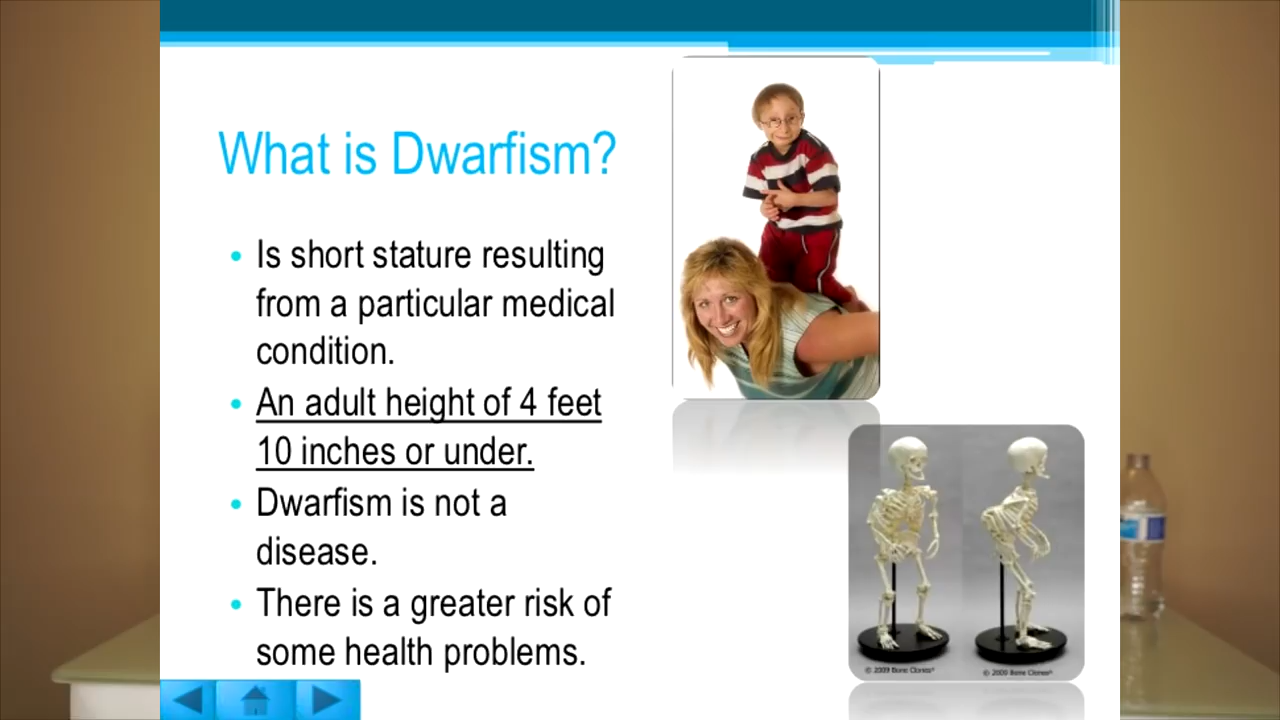 What is Dwarfism?
• Is short stature resulting
from a particular medical
condition.
• An adult height of 4 feet
10 inches or under.
• Dwarfism is not a
disease.
• There is a greater risk of
some health problems.
© 2009 Bone Clones®
© 2009 Bone Clones®